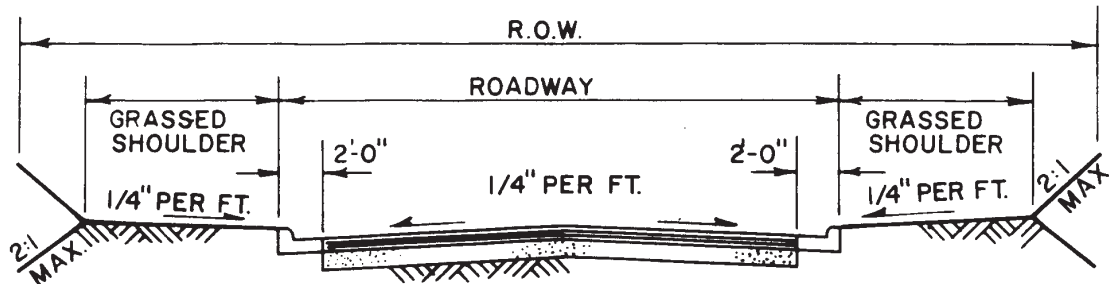 R.O.W.
ROADWAY
GRASSED
SHOULDER
GRASSED
SHOULDER
2'-0"
2'-0"
1/4" PER FT.
1/4" PER FT.
1/4" PER FT.
2:1
MAX
2:1
MAX.